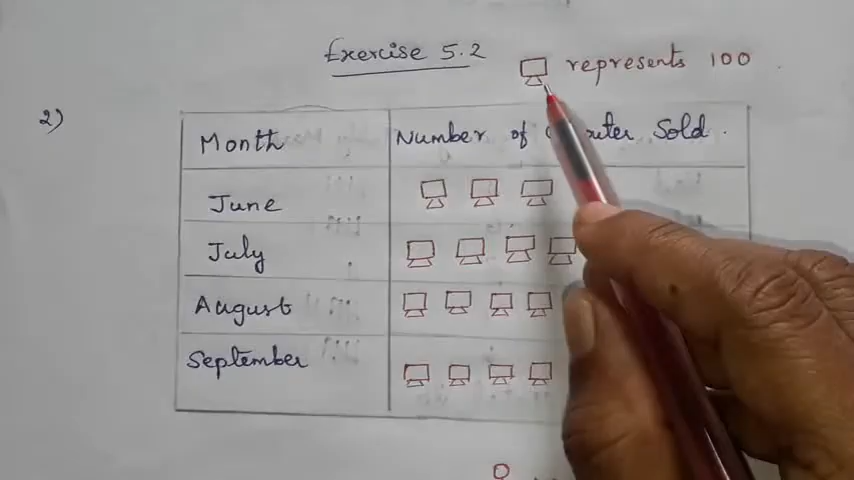 Exercise 5.2
represents 100
2)
Month
Number of Sold.
June
July
August
September